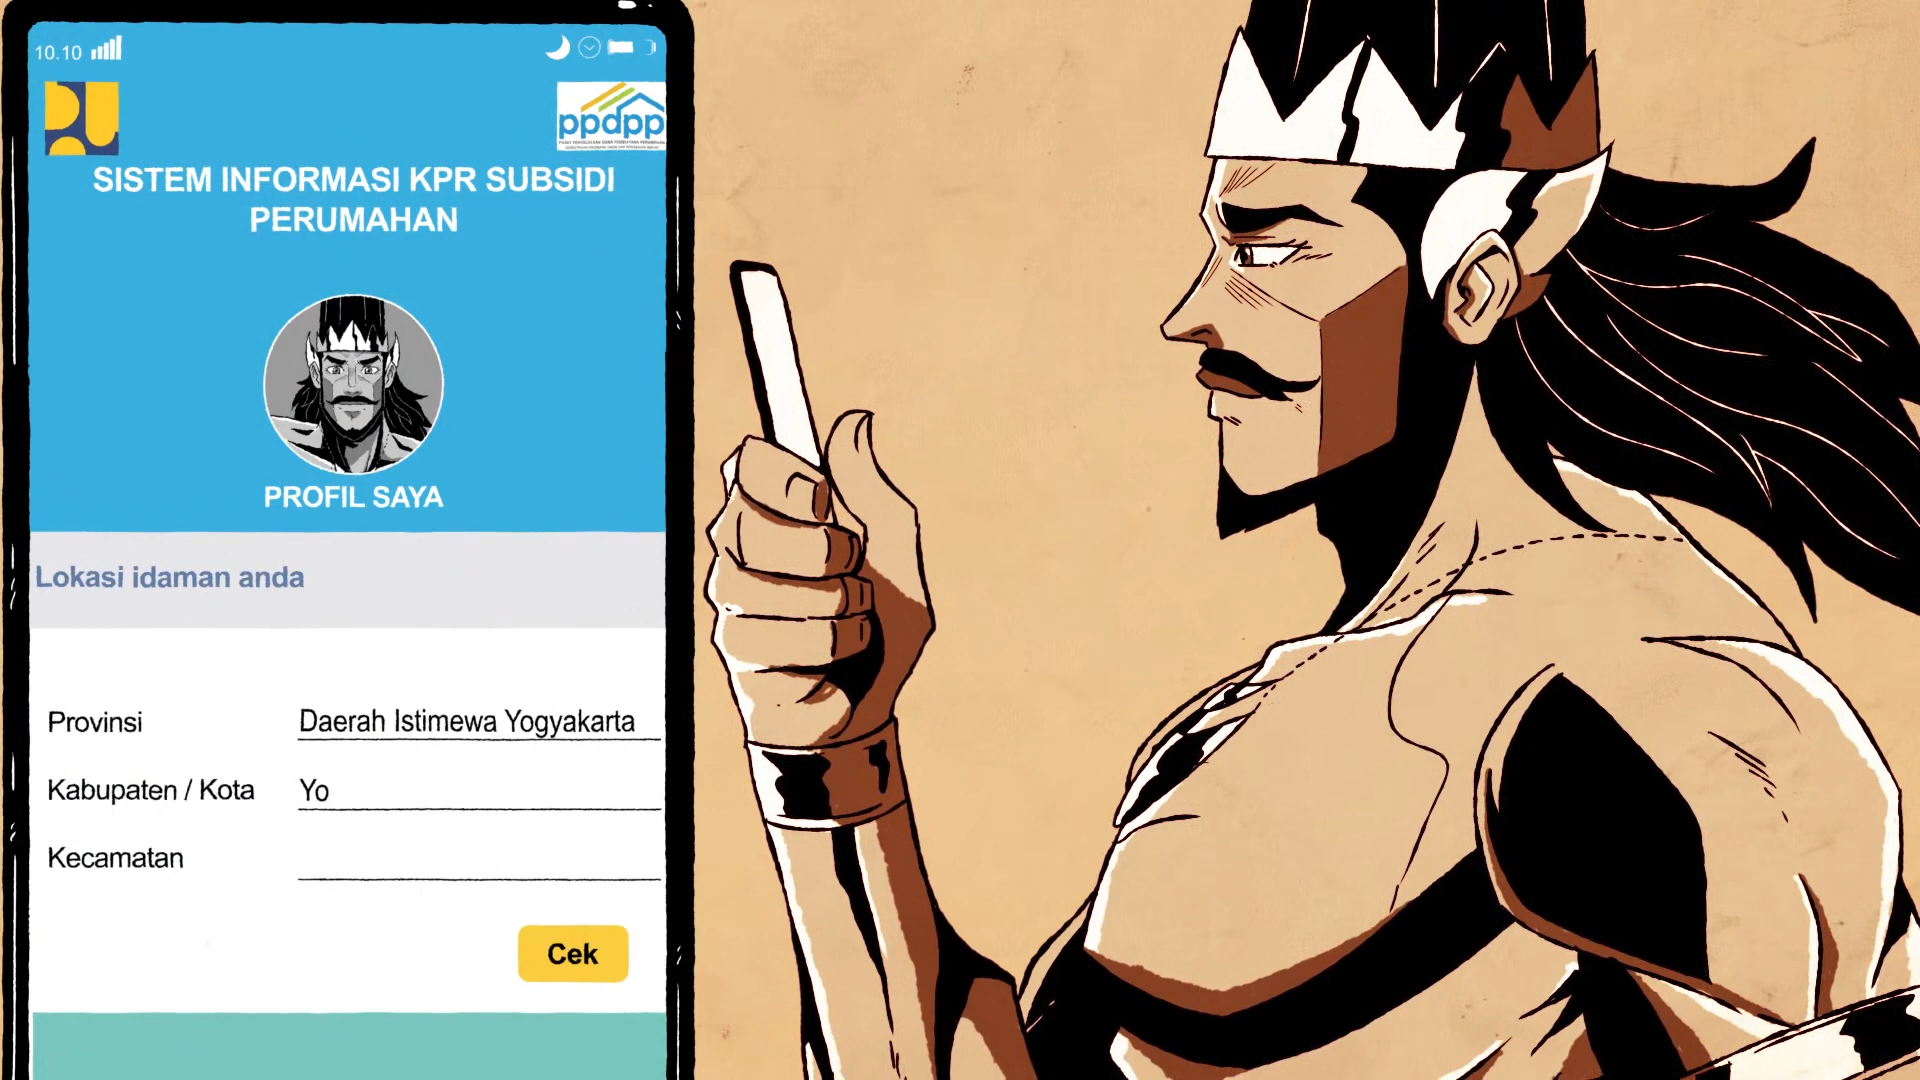 10.10
PU
ppdpp
SISTEM INFORMASI KPR SUBSIDI
PERUMAHAN
PROFIL SAYA
Lokasi idaman anda
Provinsi Daerah Istimewa Yogyakarta
Kabupaten / Kota Yo
Kecamatan
Cek